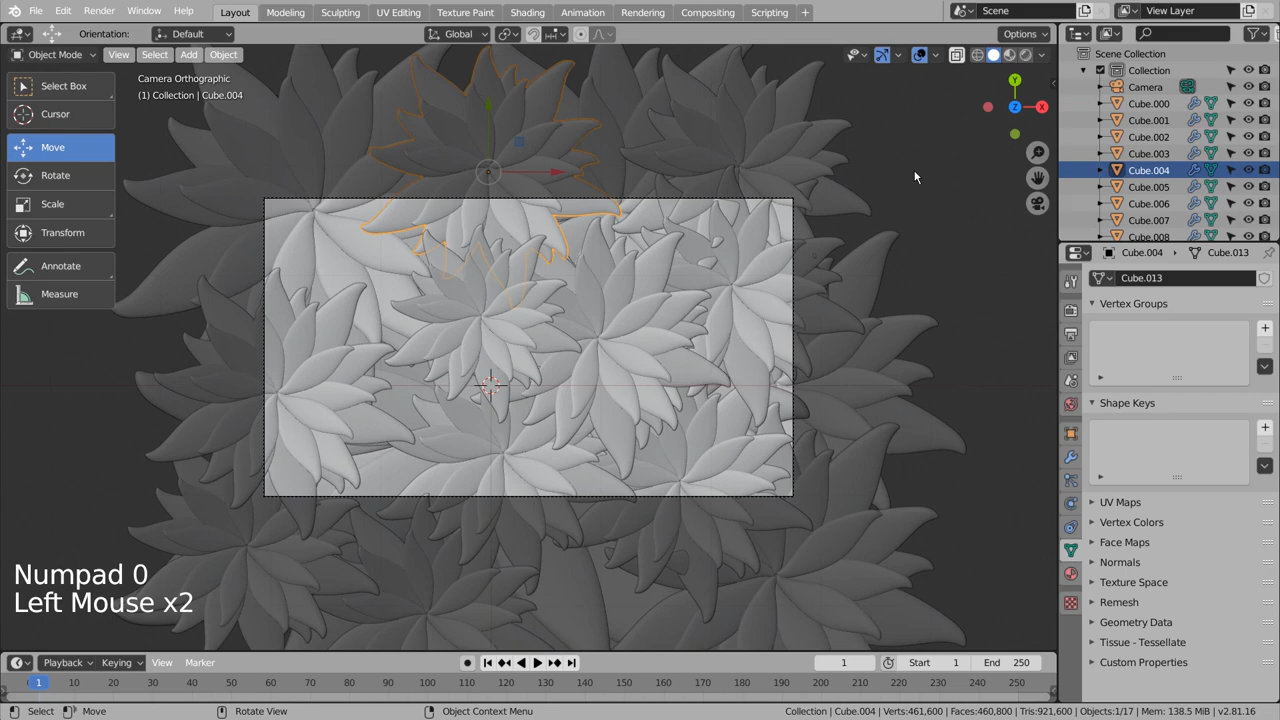 File Edit Render Window Help Layout Modeling Sculpting UV Editing Texture Paint Shading Animation Rendering Compositing Scripting + Scene View Layer
Orientation: Default Global Options
Object Mode View Select Add Object
Camera Orthographic
(1) Collection | Cube.004
Select Box
Cursor
Move
Rotate
Scale
Transform
Annotate
Measure
Y
Z
X
Numpad 0
Left Mouse x2
Scene Collection
Collection
Camera
Cube.000
Cube.001
Cube.002
Cube.003
Cube.004
Cube.005
Cube.006
Cube.007
Cube.008
Cube.004 Cube.013
Cube.013
Vertex Groups
Shape Keys
UV Maps
Vertex Colors
Face Maps
Normals
Texture Space
Remesh
Geometry Data
Tissue - Tessellate
Custom Properties
Playback Keying View Marker 1 Start 1 End 250
1 10 20 30 40 50 60 70 80 90 100 110 120 130 140 150 160 170 180 190 200 210 220 230 240 250
Select Move Rotate View Object Context Menu Collection | Cube.004 | Verts:461,600 | Faces:460,800 | Tris:921,600 | Objects:1/17 | Mem: 138.5 MiB | v2.81.16